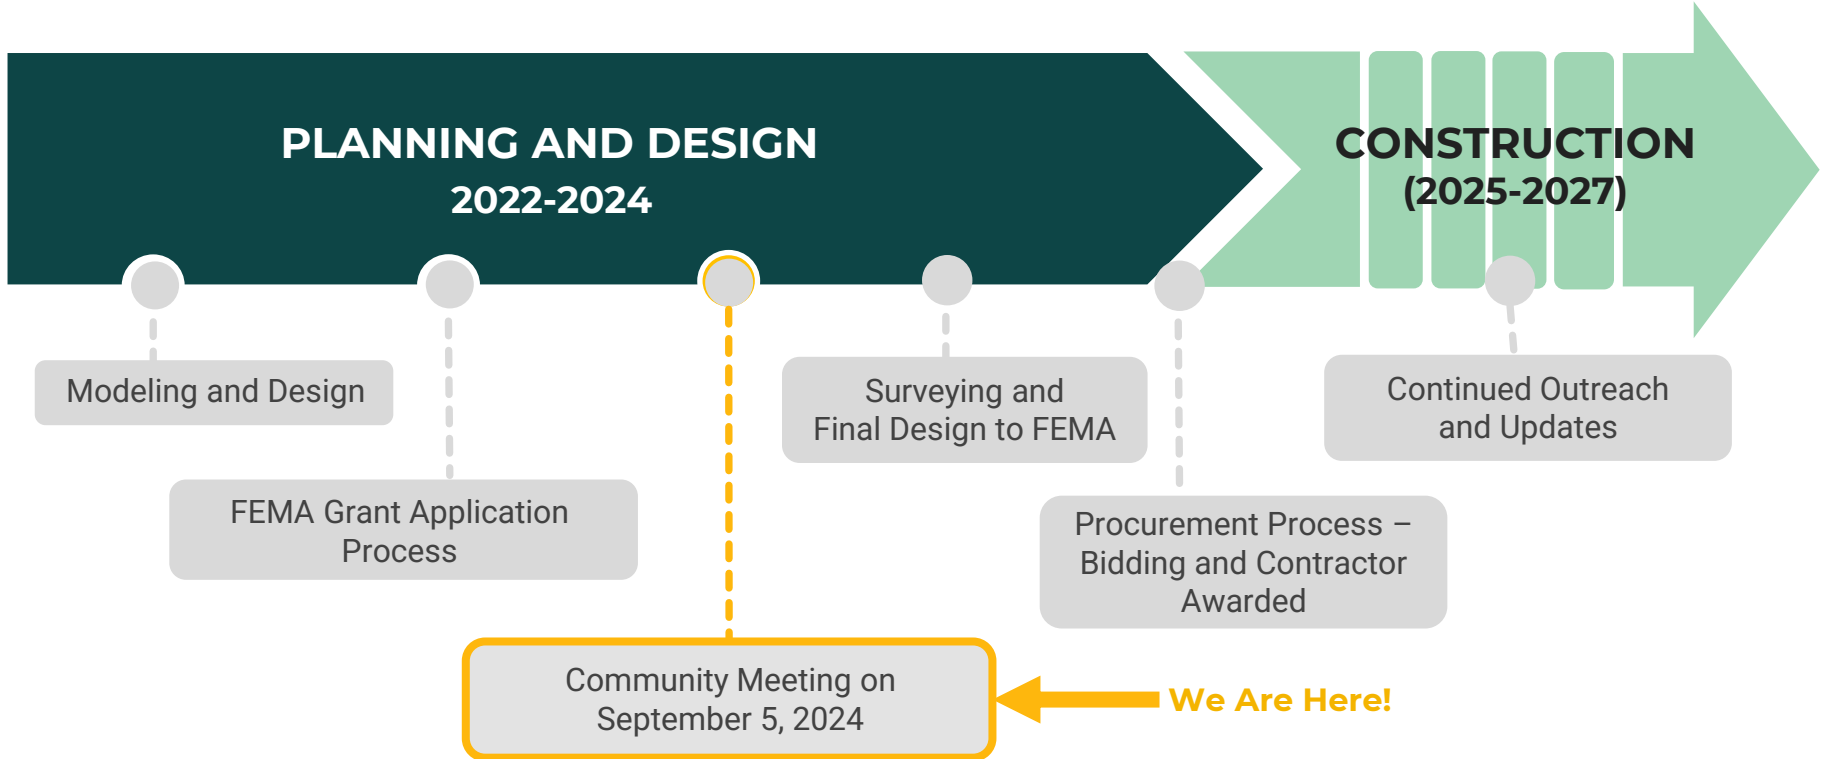 PLANNING AND DESIGN
2022-2024
CONSTRUCTION
(2025-2027)
Modeling and Design
FEMA Grant Application
Process
Community Meeting on
September 5, 2024
We Are Here!
Surveying and
Final Design to FEMA
Procurement Process –
Bidding and Contractor
Awarded
Continued Outreach
and Updates